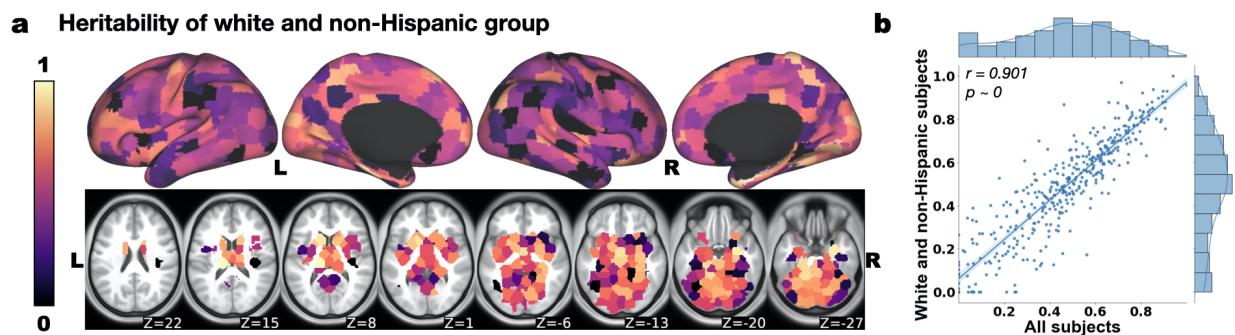 a Heritability of white and non-Hispanic group
1
0
L
R
L
R
Z=22
Z=15
Z=8
Z=1
Z=-6
Z=-13
Z=-20
Z=-27
b
r = 0.901
p ~ 0
White and non-Hispanic subjects
1.0
0.8
0.6
0.4
0.2
0.0
0.2
0.4
0.6
0.8
All subjects